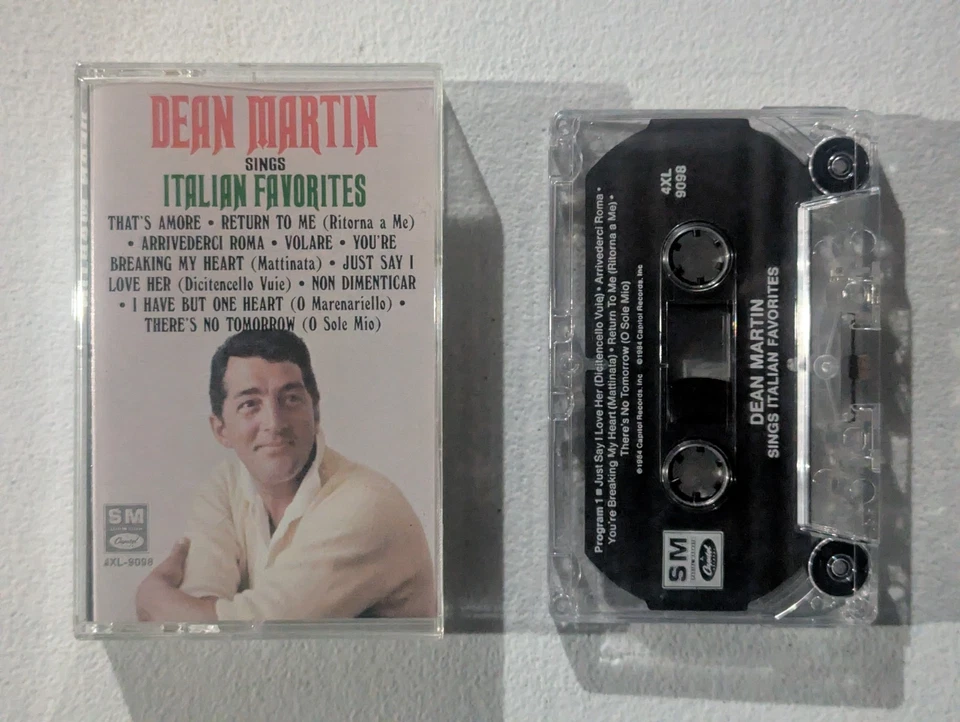 DEAN MARTIN
SINGS
ITALIAN FAVORITES
THAT'S AMORE • RETURN TO ME (Ritorna a Me)
• ARRIVEDERCI ROMA • VOLARE • YOU'RE
BREAKING MY HEART (Mattinata) • JUST SAY I
LOVE HER (Dicitencello Vuie) • NON DIMENTICAR
• I HAVE BUT ONE HEART (O Marenariello) •
THERE'S NO TOMORROW (O Sole Mio)
SM
Capitol
4XL-9098
4XL
9098
Program 1 ■ Just Say I Love Her (Dicitencello Vuie) • Arrivederci Roma •
You're Breaking My Heart (Mattinata) • Return To Me (Ritorna a Me) •
There's No Tomorrow (O Sole Mio)
℗1984 Capitol Records, Inc ©1984 Capitol Records, Inc
SM
Capitol
DEAN MARTIN
SINGS ITALIAN FAVORITES